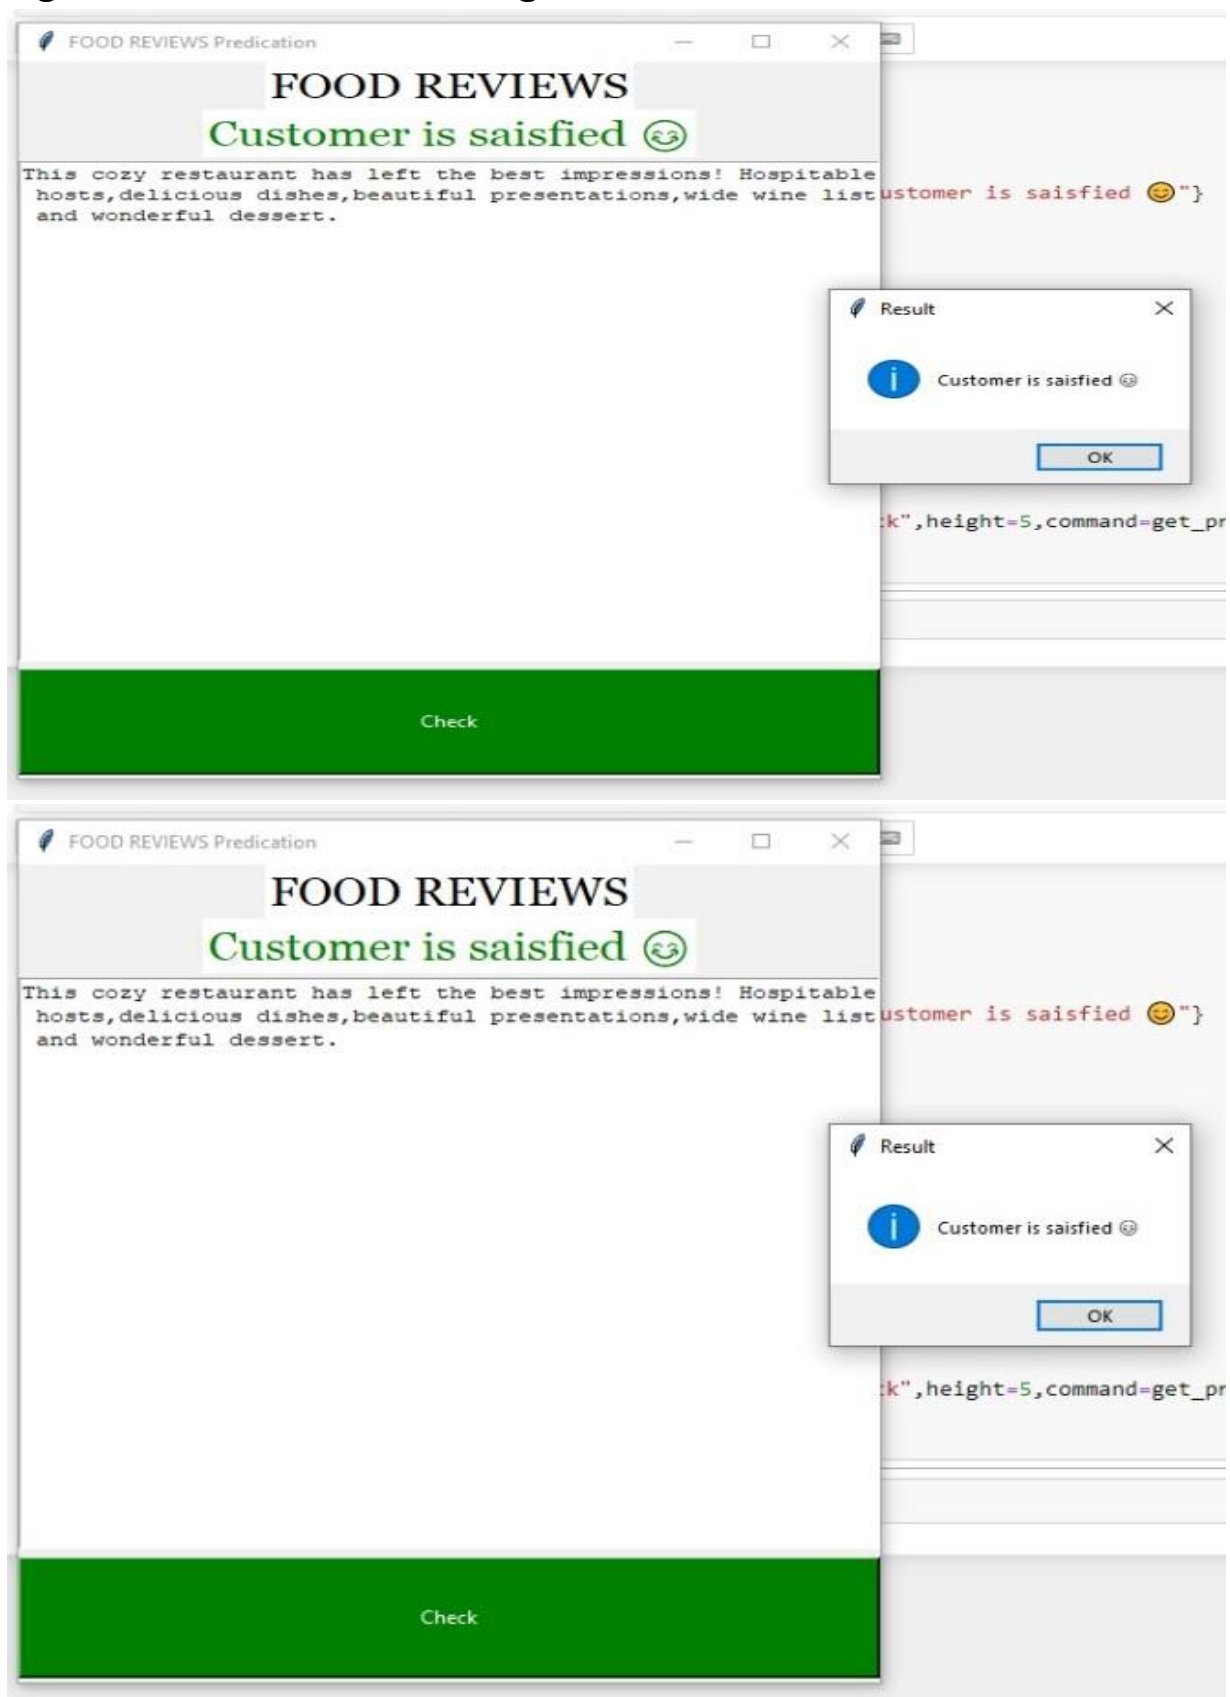 FOOD REVIEWS Predication
FOOD REVIEWS
Customer is saisfied 😊
This cozy restaurant has left the best impressions! Hospitable
hosts,delicious dishes,beautiful presentations,wide wine list
and wonderful dessert.
ustomer is saisfied 😊"}
Result
Customer is saisfied 😊
OK
k",height=5,command=get_pr
Check
FOOD REVIEWS Predication
FOOD REVIEWS
Customer is saisfied 😊
This cozy restaurant has left the best impressions! Hospitable
hosts,delicious dishes,beautiful presentations,wide wine list
and wonderful dessert.
ustomer is saisfied 😊"}
Result
Customer is saisfied 😊
OK
k",height=5,command=get_pr
Check